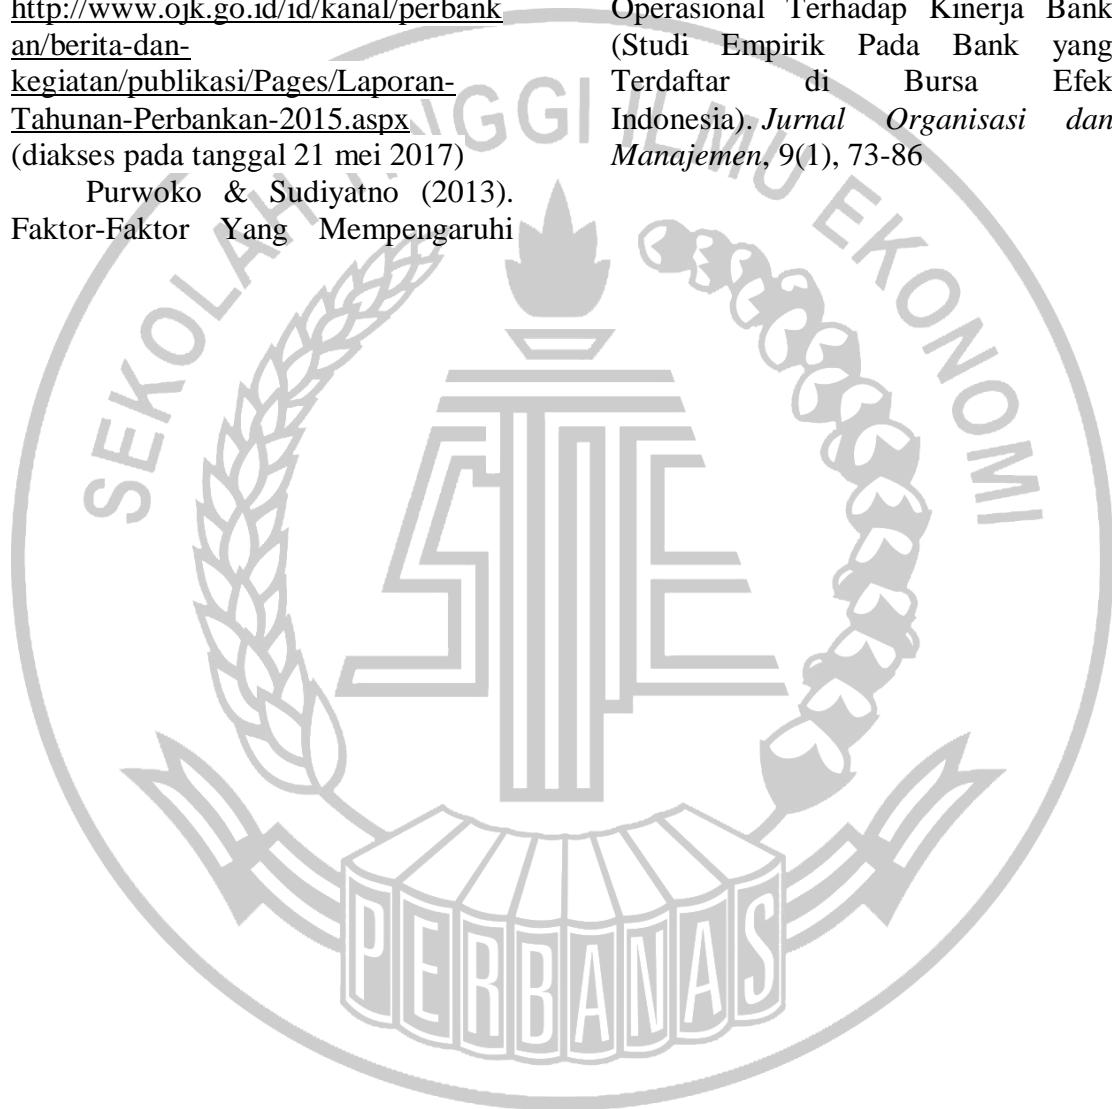 http://www.ojk.go.id/id/kanal/perbank
an/berita-dan-
kegiatan/publikasi/Pages/Laporan-
Tahunan-Perbankan-2015.aspx
(diakses pada tanggal 21 mei 2017)
Purwoko & Sudiyatno (2013).
Faktor-Faktor Yang Mempengaruhi
Operasional Terhadap Kinerja Bank
(Studi Empirik Pada Bank yang
Terdaftar di Bursa Efek
Indonesia). Jurnal Organisasi dan
Manajemen, 9(1), 73-86
SEKOLAH TINGGI ILMU EKONOMI
STIE
PERBANAS